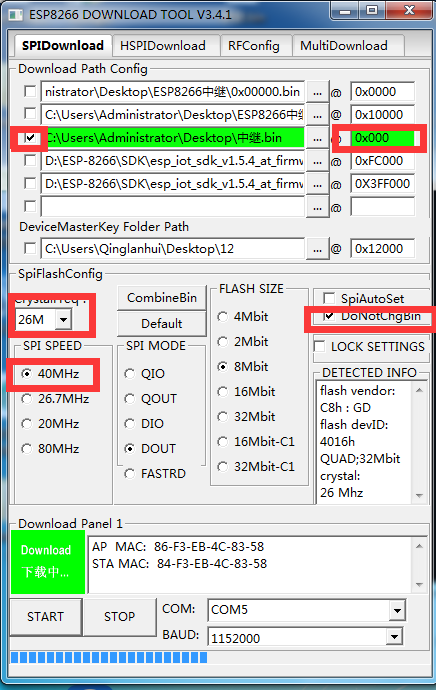 ESP8266 DOWNLOAD TOOL V3.4.1
SPIDownload HSPIDownload RFConfig MultiDownload
Download Path Config
nistrator\Desktop\ESP8266中继\0x00000.bin ... @ 0x0000
C:\Users\Administrator\Desktop\ESP8266中继 ... @ 0x10000
C:\Users\Administrator\Desktop\中继.bin ... @ 0x000
D:\ESP-8266\SDK\esp_iot_sdk_v1.5.4_at_firmw ... @ 0xFC000
D:\ESP-8266\SDK\esp_iot_sdk_v1.5.4_at_firmw ... @ 0X3FF000
... @
DeviceMasterKey Folder Path
C:\Users\Qinglanhui\Desktop\12 ... @ 0x12000
SpiFlashConfig
CrystalFreq :
26M
CombineBin
Default
SPI SPEED
40MHz
26.7MHz
20MHz
80MHz
SPI MODE
QIO
QOUT
DIO
DOUT
FASTRD
FLASH SIZE
4Mbit
2Mbit
8Mbit
16Mbit
32Mbit
16Mbit-C1
32Mbit-C1
SpiAutoSet
DoNotChgBin
LOCK SETTINGS
DETECTED INFO
flash vendor:
C8h : GD
flash devID:
4016h
QUAD;32Mbit
crystal:
26 Mhz
Download Panel 1
Download
下载中...
AP MAC: 86-F3-EB-4C-83-58
STA MAC: 84-F3-EB-4C-83-58
START STOP
COM: COM5
BAUD: 1152000